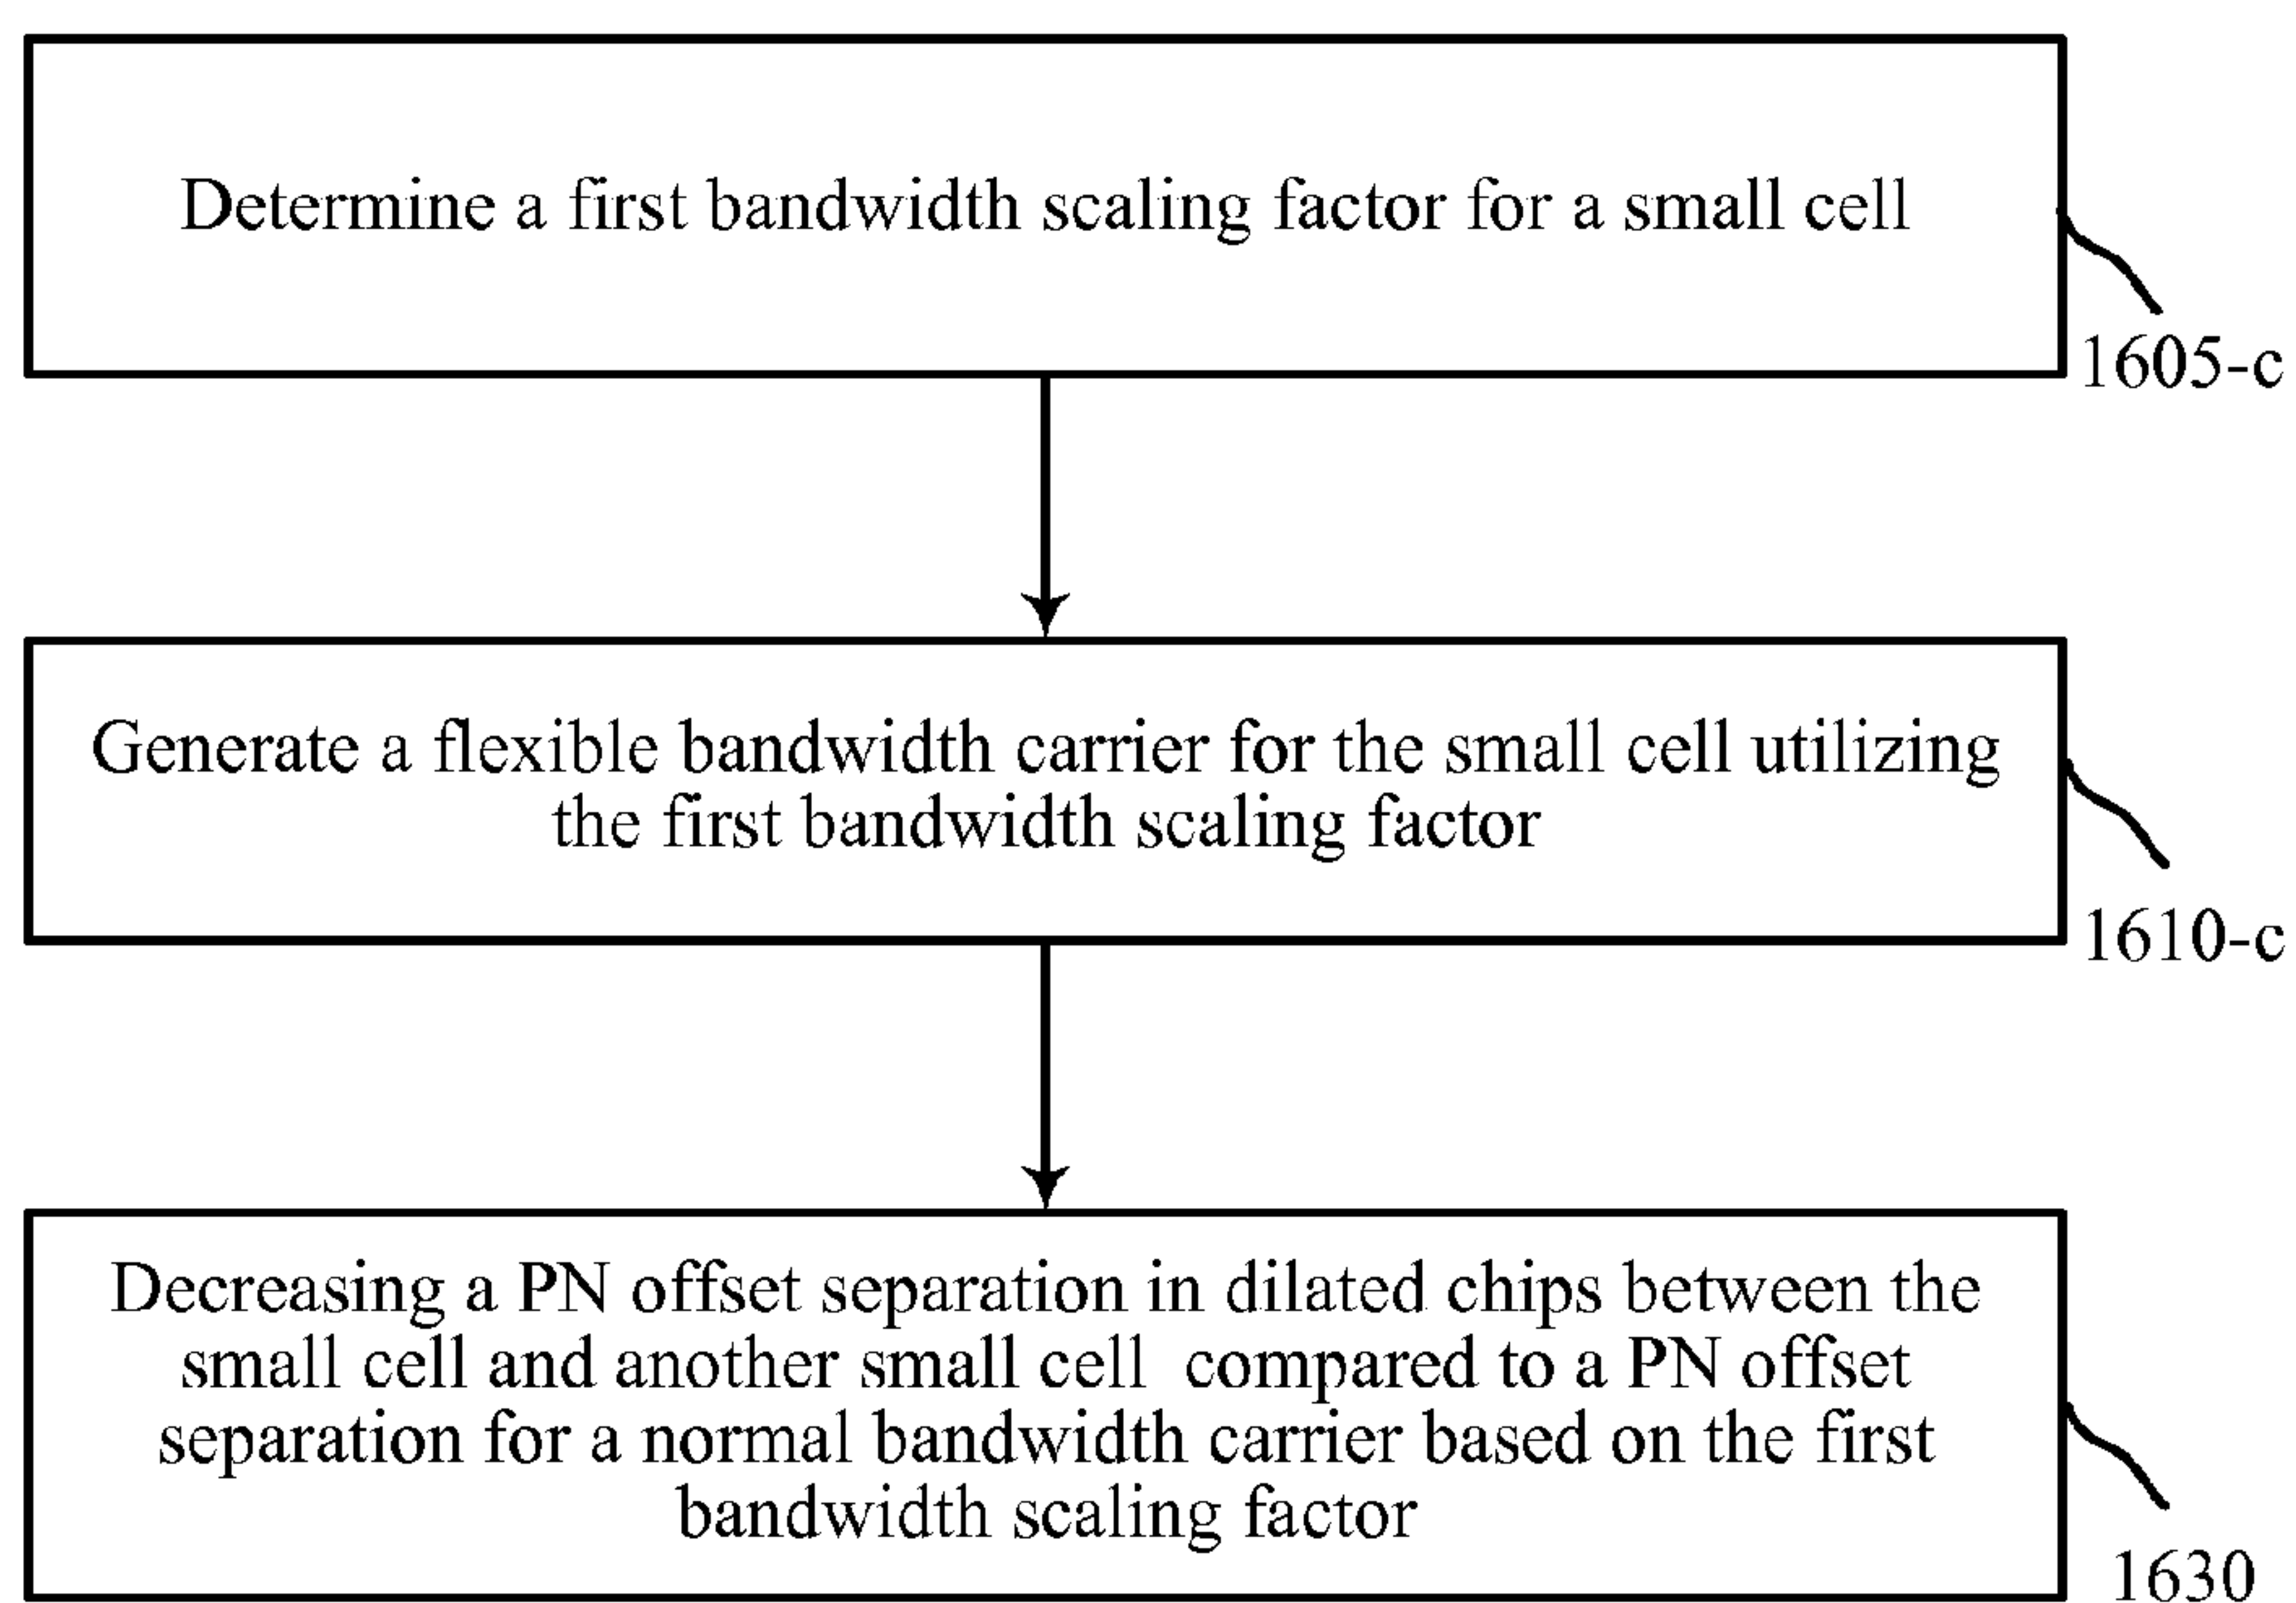 Determine a first bandwidth scaling factor for a small cell
1605-c
Generate a flexible bandwidth carrier for the small cell utilizing
the first bandwidth scaling factor
1610-c
Decreasing a PN offset separation in dilated chips between the
small cell and another small cell compared to a PN offset
separation for a normal bandwidth carrier based on the first
bandwidth scaling factor
1630